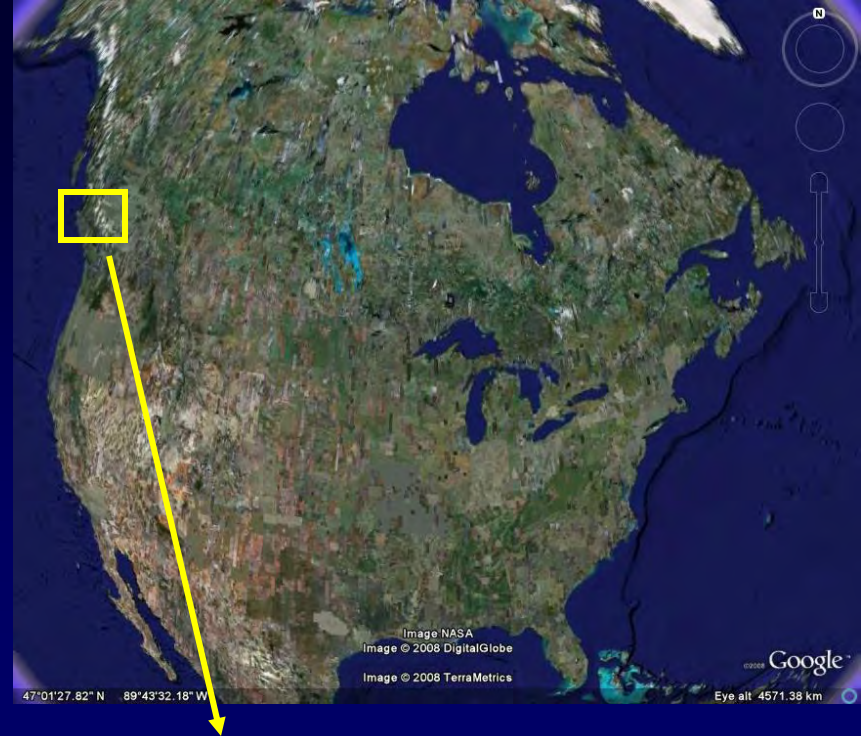 N
Image NASA
Image © 2008 DigitalGlobe
Image © 2008 TerraMetrics
©2008 Google™
47°01'27.82" N 89°43'32.18" W
Eye alt 4571.38 km